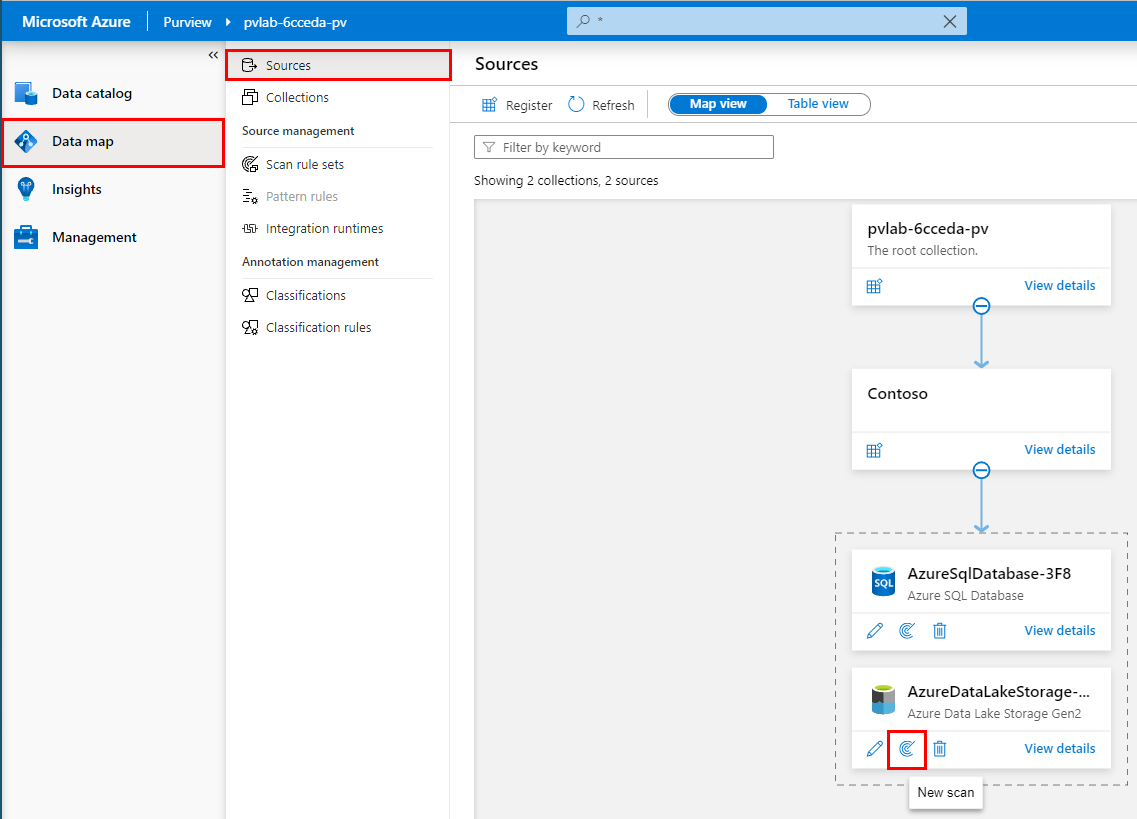 Microsoft Azure Purview pvlab-6cceda-pv *
«
Data catalog
Data map
Insights
Management
Sources
Collections
Source management
Scan rule sets
Pattern rules
Integration runtimes
Annotation management
Classifications
Classification rules
Sources
Register Refresh Map view Table view
Filter by keyword
Showing 2 collections, 2 sources
pvlab-6cceda-pv
The root collection.
View details
Contoso
View details
SQL
AzureSqlDatabase-3F8
Azure SQL Database
View details
AzureDataLakeStorage-...
Azure Data Lake Storage Gen2
View details
New scan